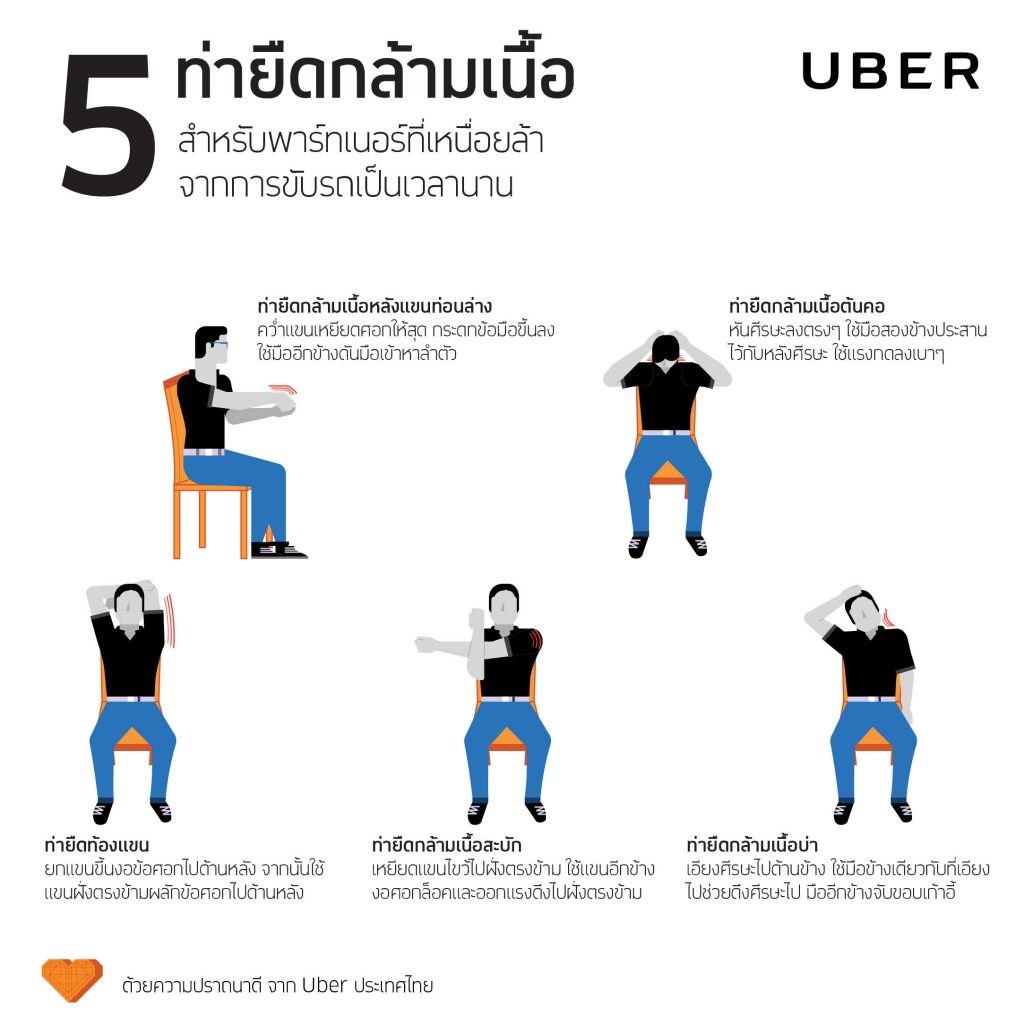 5 ท่ายืดกล้ามเนื้อ
สำหรับพาร์ทเนอร์ที่เหนื่อยล้า
จากการขับรถเป็นเวลานาน
UBER
ท่ายืดกล้ามเนื้อหลังแขนท่อนล่าง
คว่ำแขนเหยียดศอกให้สุด กระดกข้อมือขึ้นลง
ใช้มืออีกข้างดันมือเข้าหาลำตัว
ท่ายืดกล้ามเนื้อต้นคอ
หันศีรษะลงตรงๆ ใช้มือสองข้างประสาน
ไว้กับหลังศีรษะ ใช้แรงกดลงเบาๆ
ท่ายืดท้องแขน
ยกแขนขึ้นงอข้อศอกไปด้านหลัง จากนั้นใช้
แขนฝั่งตรงข้ามผลักข้อศอกไปด้านหลัง
ท่ายืดกล้ามเนื้อสะบัก
เหยียดแขนไขว้ไปฝั่งตรงข้าม ใช้แขนอีกข้าง
งอศอกล็อคและออกแรงดึงไปฝั่งตรงข้าม
ท่ายืดกล้ามเนื้อบ่า
เอียงศีรษะไปด้านข้าง ใช้มือข้างเดียวกับที่เอียง
ไปช่วยดึงศีรษะไป มืออีกข้างจับขอบเก้าอี้
ด้วยความปราถนาดี จาก Uber ประเทศไทย